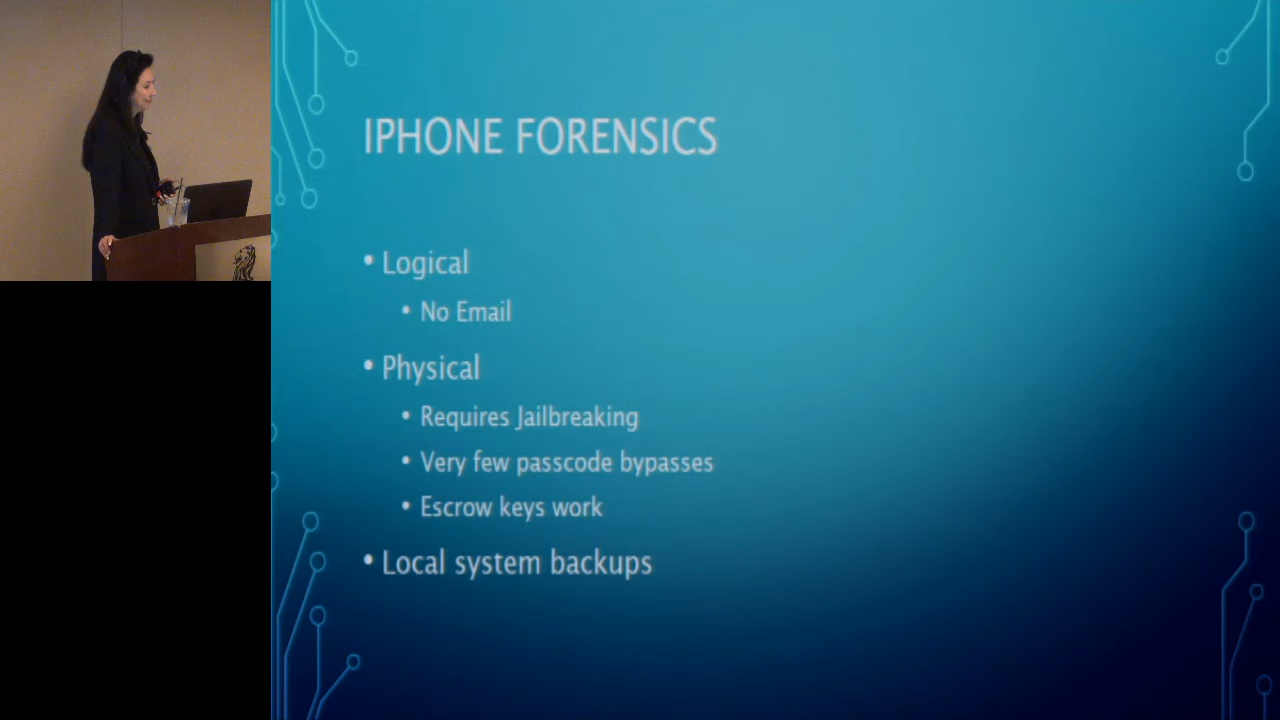 IPHONE FORENSICS
• Logical
• No Email
• Physical
• Requires Jailbreaking
• Very few passcode bypasses
• Escrow keys work
• Local system backups